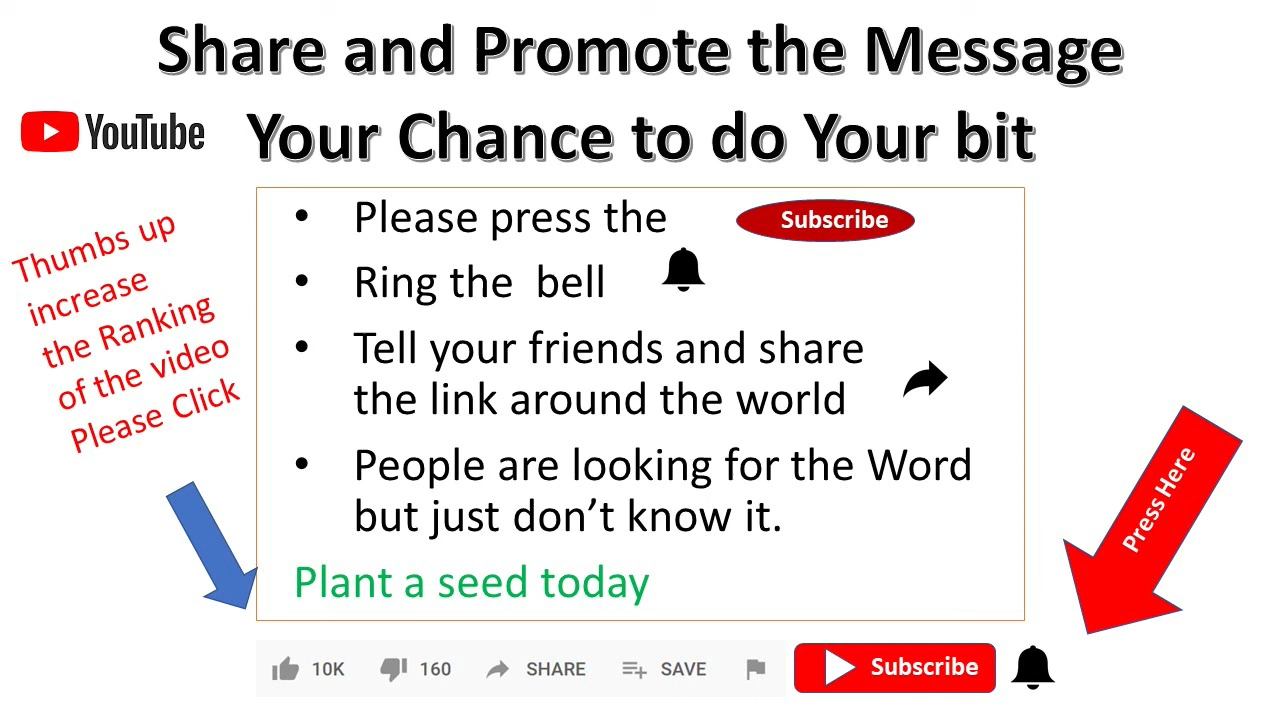 Share and Promote the Message
Your Chance to do Your bit
YouTube
Thumbs up
increase
the Ranking
of the video
Please Click
• Please press the Subscribe
• Ring the bell
• Tell your friends and share
the link around the world
• People are looking for the Word
but just don’t know it.
Plant a seed today
Press Here
10K 160 SHARE SAVE Subscribe